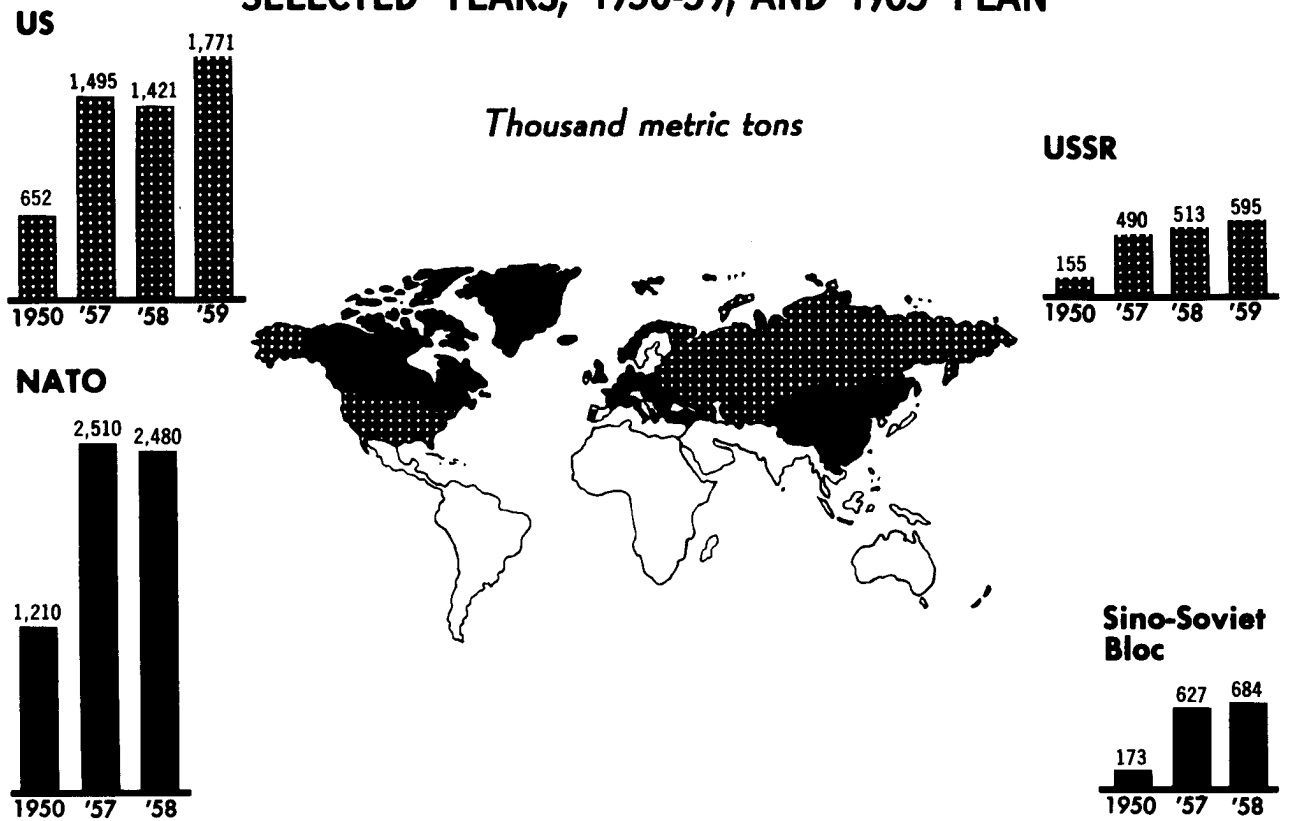 SELECTED YEARS, 1950-59, AND 1965 PLAN
US
1,771
1,495
1,421
652
1950 '57 '58 '59
Thousand metric tons
USSR
595
513
490
155
1950 '57 '58 '59
NATO
2,510 2,480
1,210
1950 '57 '58
Sino-Soviet
Bloc
627 684
173
1950 '57 '58